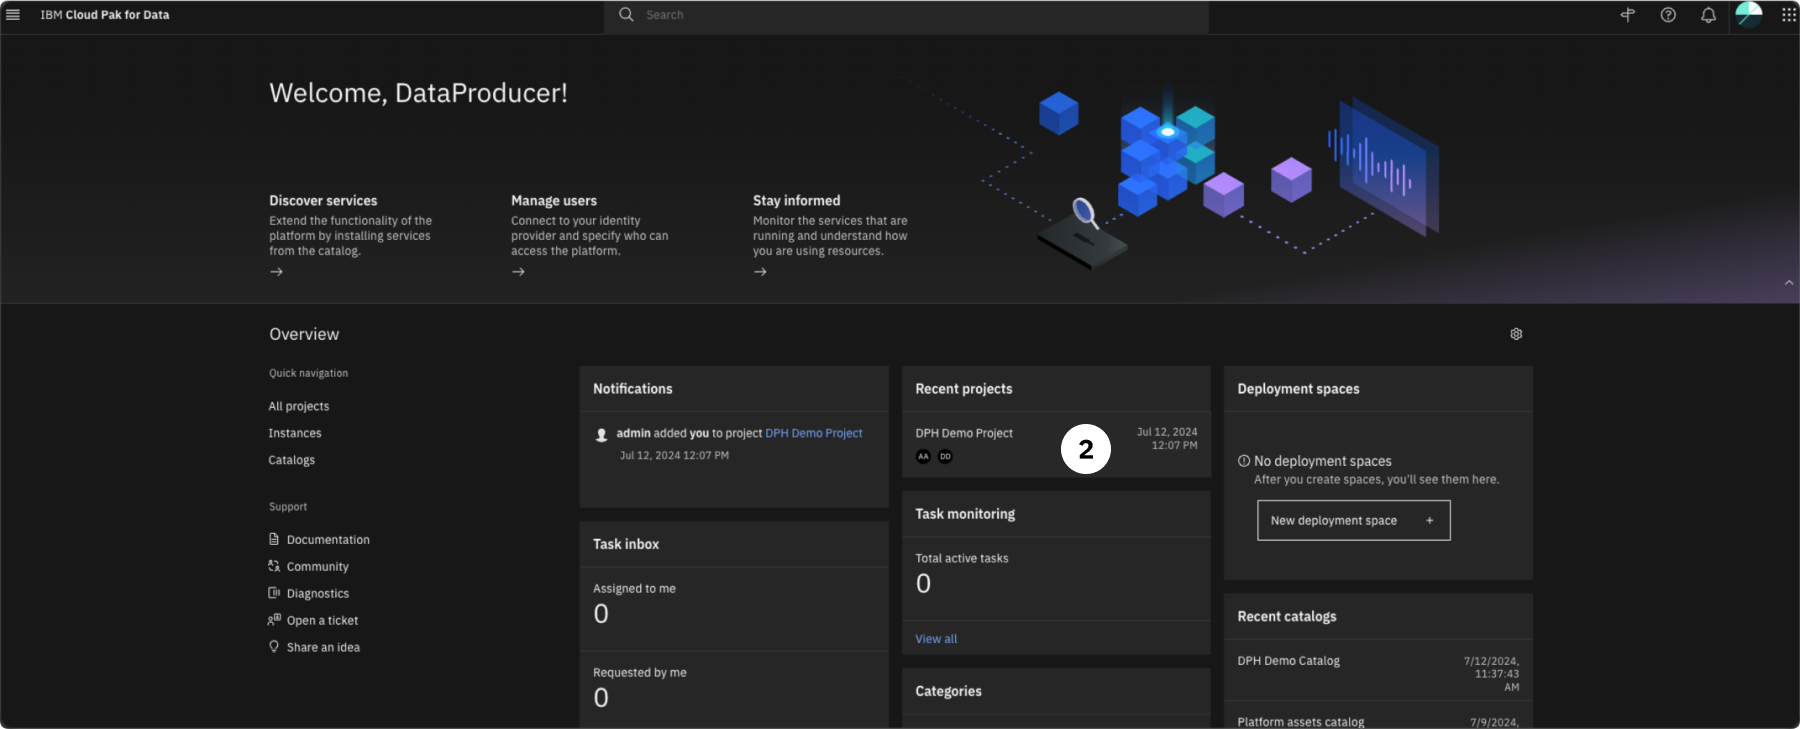 IBM Cloud Pak for Data
Search
Welcome, DataProducer!
Discover services
Extend the functionality of the
platform by installing services
from the catalog.
Manage users
Connect to your identity
provider and specify who can
access the platform.
Stay informed
Monitor the services that are
running and understand how
you are using resources.
Overview
Quick navigation
All projects
Instances
Catalogs
Support
Documentation
Community
Diagnostics
Open a ticket
Share an idea
Notifications
admin added you to project DPH Demo Project
Jul 12, 2024 12:07 PM
Task inbox
Assigned to me
0
Requested by me
0
Recent projects
DPH Demo Project
AA DD
2
Jul 12, 2024
12:07 PM
Task monitoring
Total active tasks
0
View all
Categories
Deployment spaces
No deployment spaces
After you create spaces, you'll see them here.
New deployment space +
Recent catalogs
DPH Demo Catalog
7/12/2024,
11:37:43
AM
Platform assets catalog
7/9/2024,